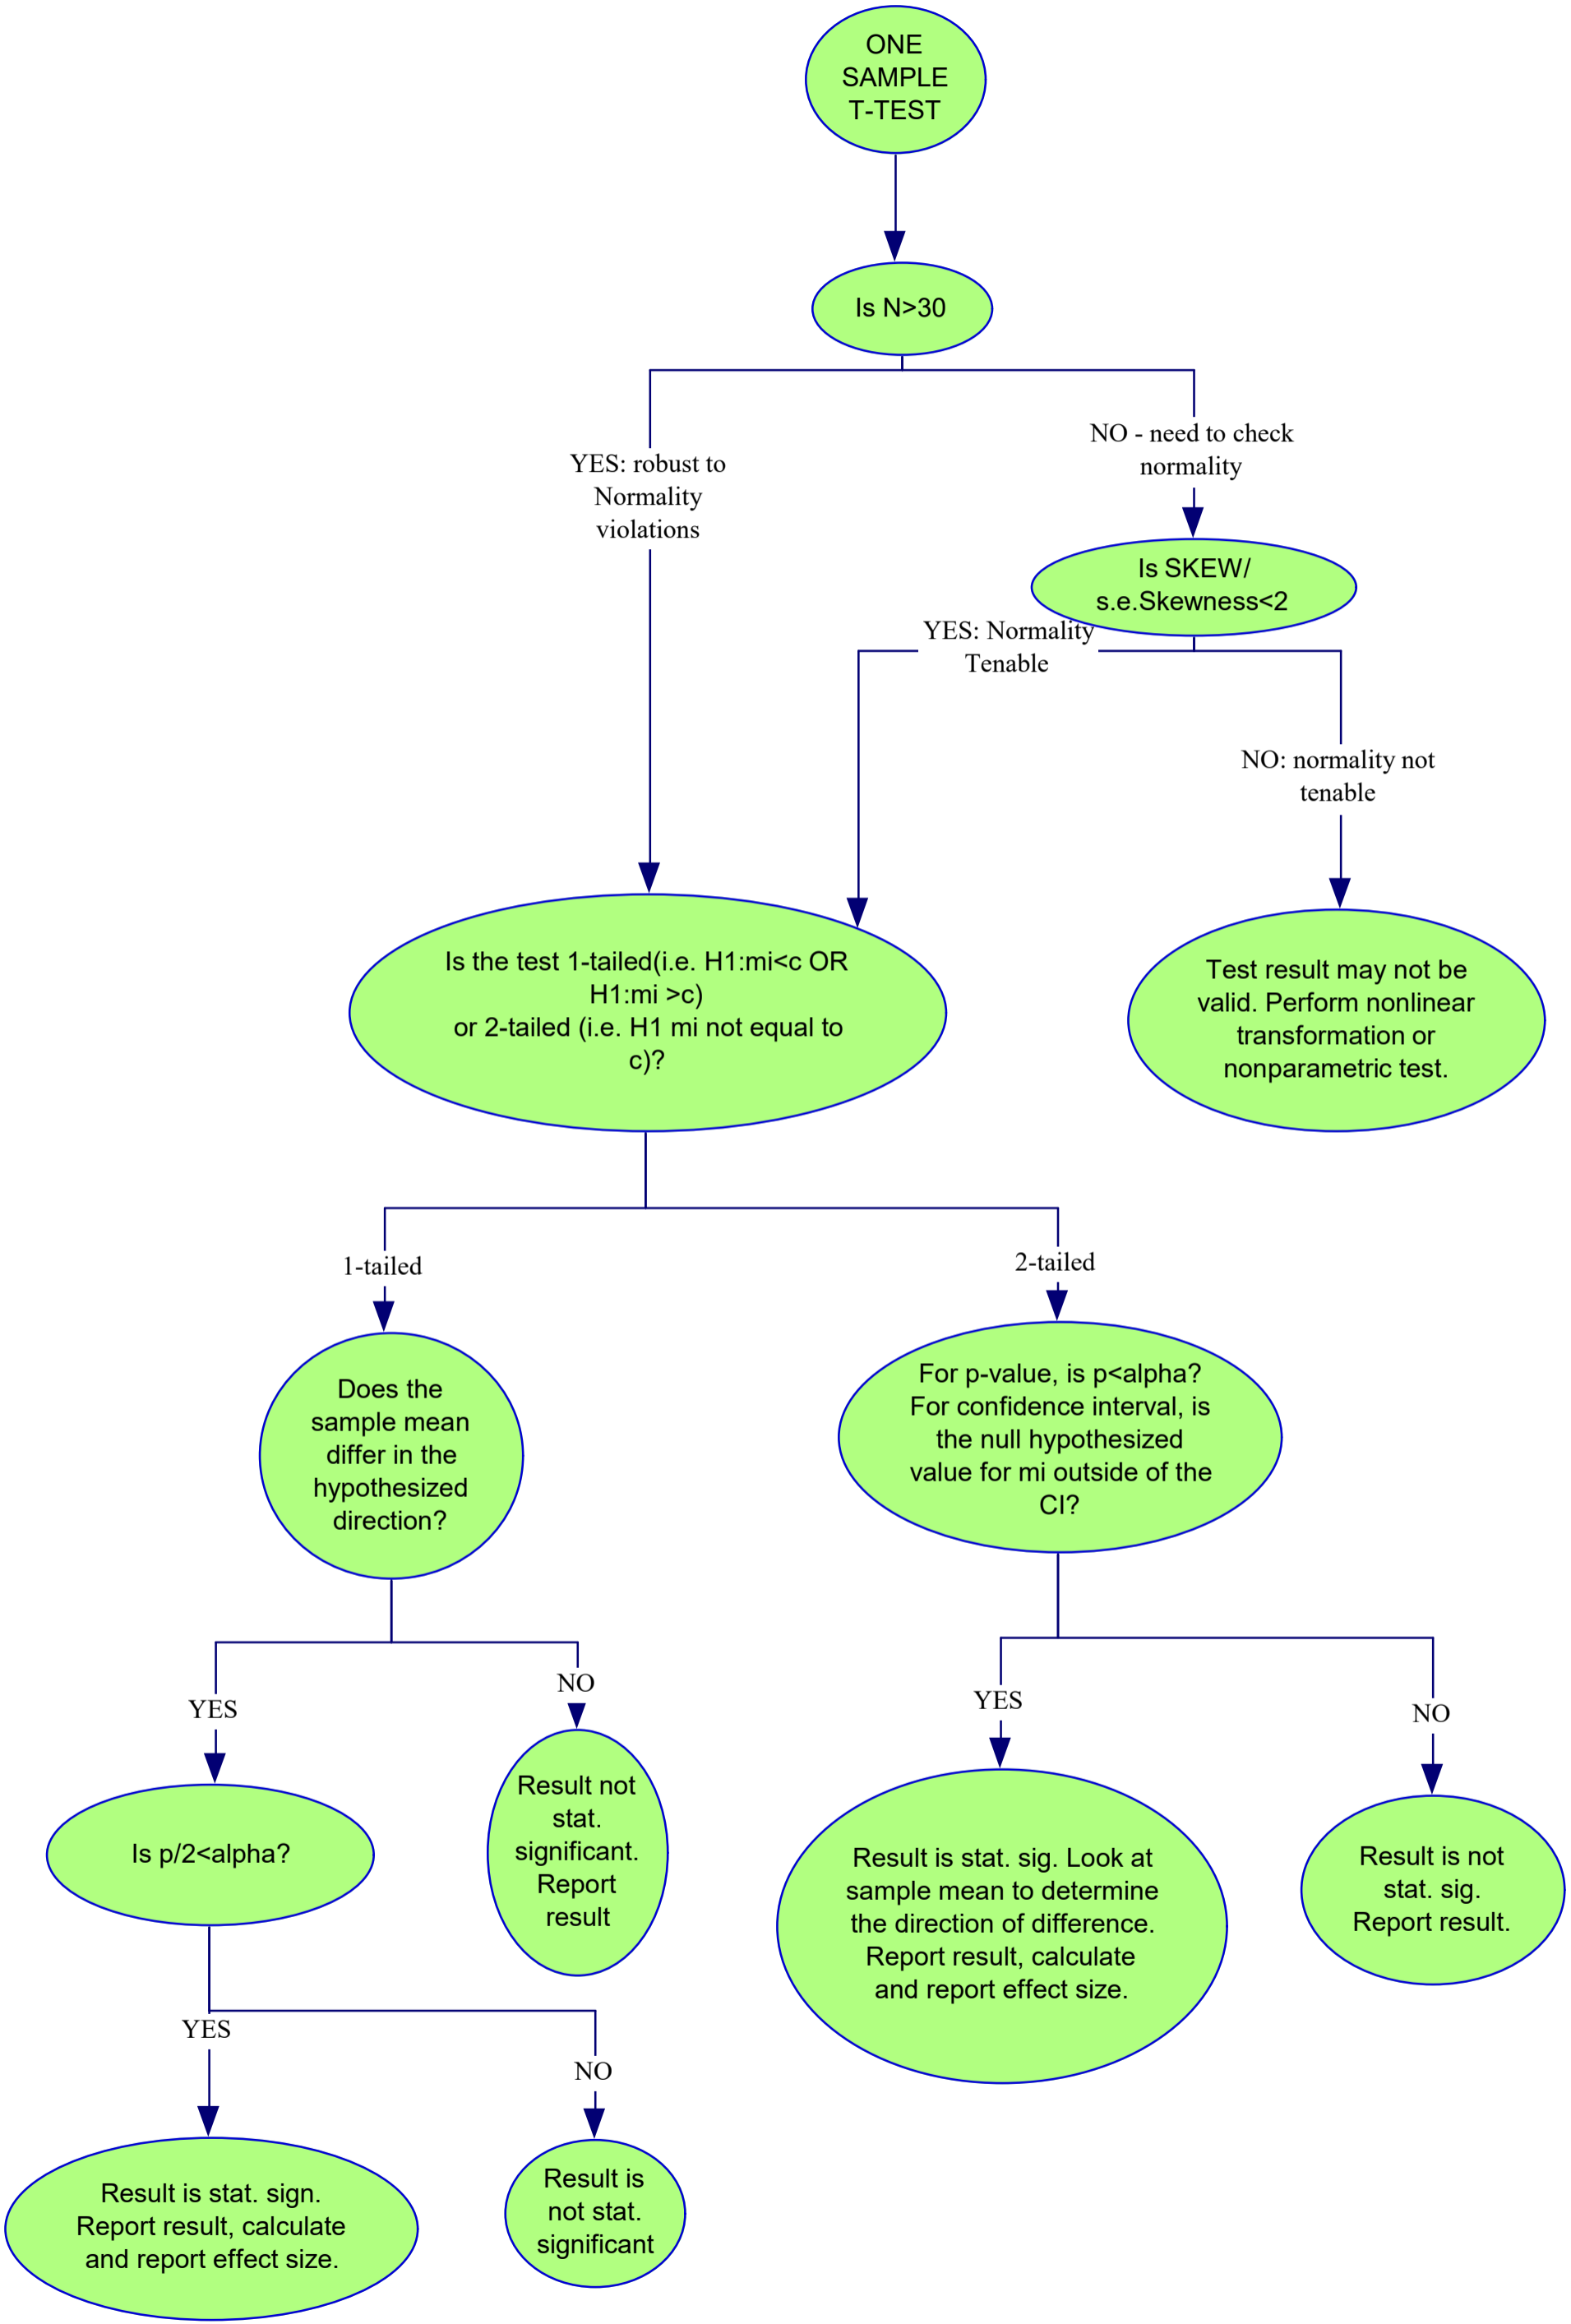 ONE
SAMPLE
T-TEST
Is N>30
YES: robust to
Normality
violations
NO - need to check
normality
Is SKEW/
s.e.Skewness<2
YES: Normality
Tenable
NO: normality not
tenable
Is the test 1-tailed(i.e. H1:mi<c OR
H1:mi >c)
or 2-tailed (i.e. H1 mi not equal to
c)?
Test result may not be
valid. Perform nonlinear
transformation or
nonparametric test.
1-tailed
2-tailed
Does the
sample mean
differ in the
hypothesized
direction?
For p-value, is p<alpha?
For confidence interval, is
the null hypothesized
value for mi outside of the
CI?
YES
NO
YES
NO
Is p/2<alpha?
Result not
stat.
significant.
Report
result
Result is stat. sig. Look at
sample mean to determine
the direction of difference.
Report result, calculate
and report effect size.
Result is not
stat. sig.
Report result.
YES
NO
Result is stat. sign.
Report result, calculate
and report effect size.
Result is
not stat.
significant